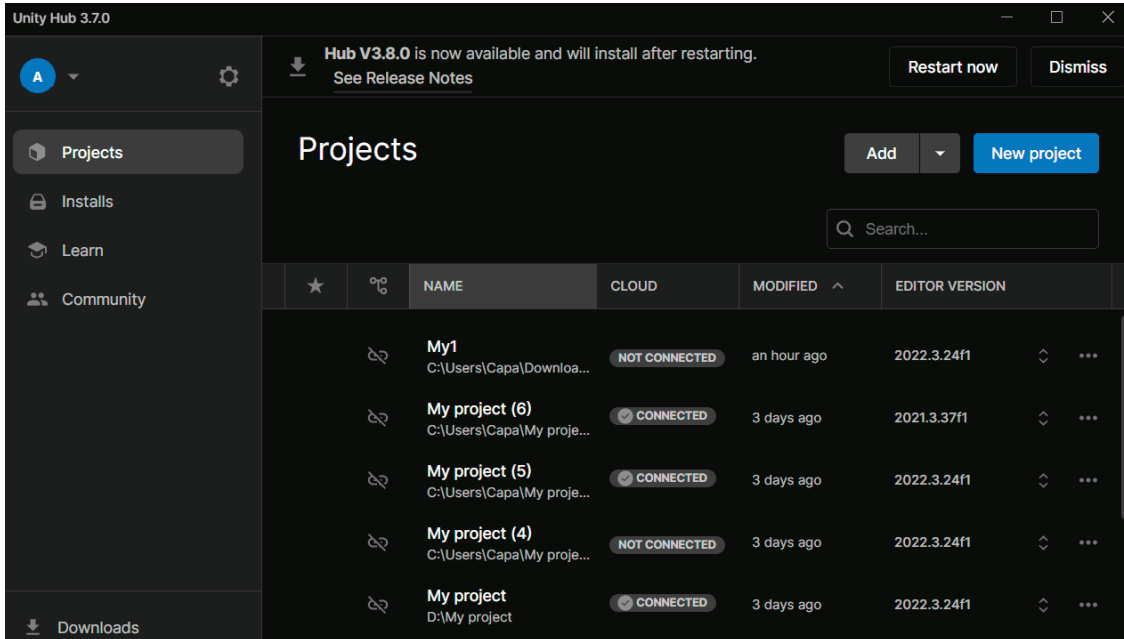 Unity Hub 3.7.0
A
Hub V3.8.0 is now available and will install after restarting.
See Release Notes
Restart now
Dismiss
Projects
Installs
Learn
Community
Downloads
Projects
Add
New project
Search...
NAME CLOUD MODIFIED EDITOR VERSION
My1
C:\Users\Capa\Downloa...
NOT CONNECTED
an hour ago
2022.3.24f1
My project (6)
C:\Users\Capa\My proje...
CONNECTED
3 days ago
2021.3.37f1
My project (5)
C:\Users\Capa\My proje...
CONNECTED
3 days ago
2022.3.24f1
My project (4)
C:\Users\Capa\My proje...
NOT CONNECTED
3 days ago
2022.3.24f1
My project
D:\My project
CONNECTED
3 days ago
2022.3.24f1